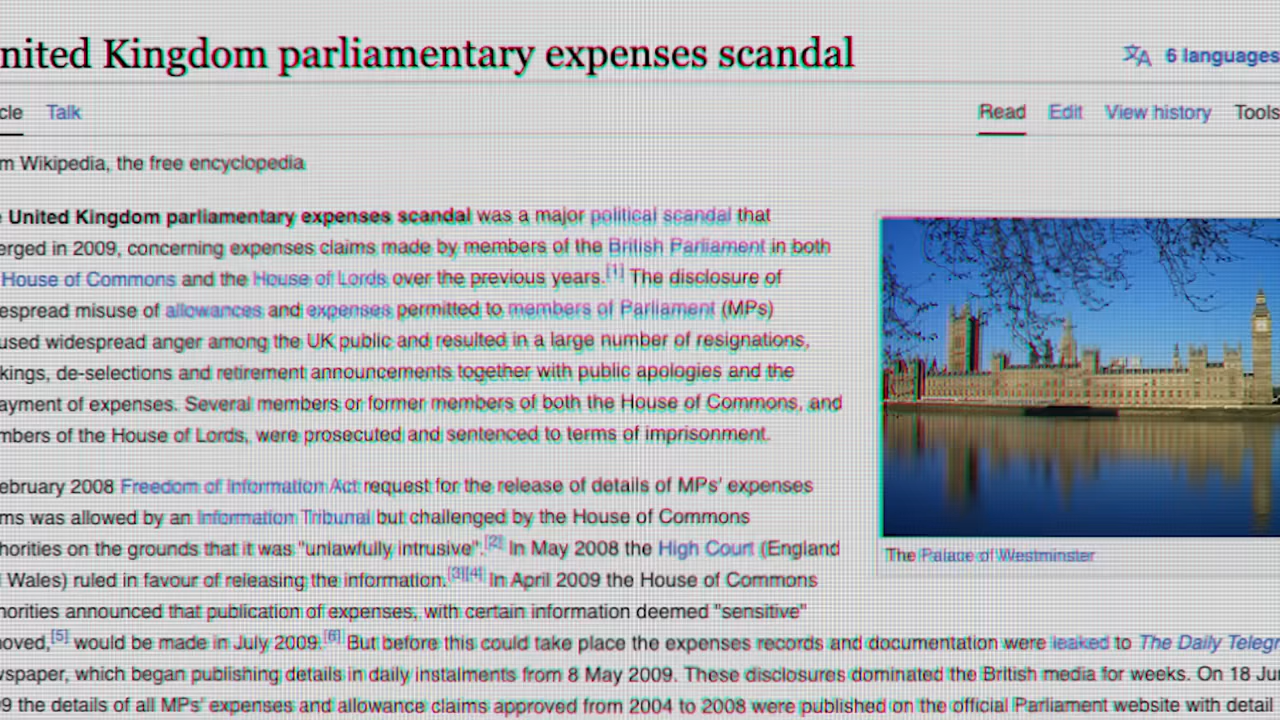 nited Kingdom parliamentary expenses scandal
6 languages
cle Talk
Read Edit View history Tools
m Wikipedia, the free encyclopedia
e United Kingdom parliamentary expenses scandal was a major political scandal that
erged in 2009, concerning expenses claims made by members of the British Parliament in both
House of Commons and the House of Lords over the previous years.[1] The disclosure of
espread misuse of allowances and expenses permitted to members of Parliament (MPs)
used widespread anger among the UK public and resulted in a large number of resignations,
kings, de-selections and retirement announcements together with public apologies and the
ayment of expenses. Several members or former members of both the House of Commons, and
mbers of the House of Lords, were prosecuted and sentenced to terms of imprisonment.
ebruary 2008 Freedom of Information Act request for the release of details of MPs' expenses
ms was allowed by an Information Tribunal but challenged by the House of Commons
horities on the grounds that it was "unlawfully intrusive".[2] In May 2008 the High Court (England
Wales) ruled in favour of releasing the information.[3][4] In April 2009 the House of Commons
horities announced that publication of expenses, with certain information deemed "sensitive"
noved,[5] would be made in July 2009.[6] But before this could take place the expenses records and documentation were leaked to The Daily Telegr
wspaper, which began publishing details in daily instalments from 8 May 2009. These disclosures dominated the British media for weeks. On 18 Ju
9 the details of all MPs' expenses and allowance claims approved from 2004 to 2008 were published on the official Parliament website with detail
The Palace of Westminster